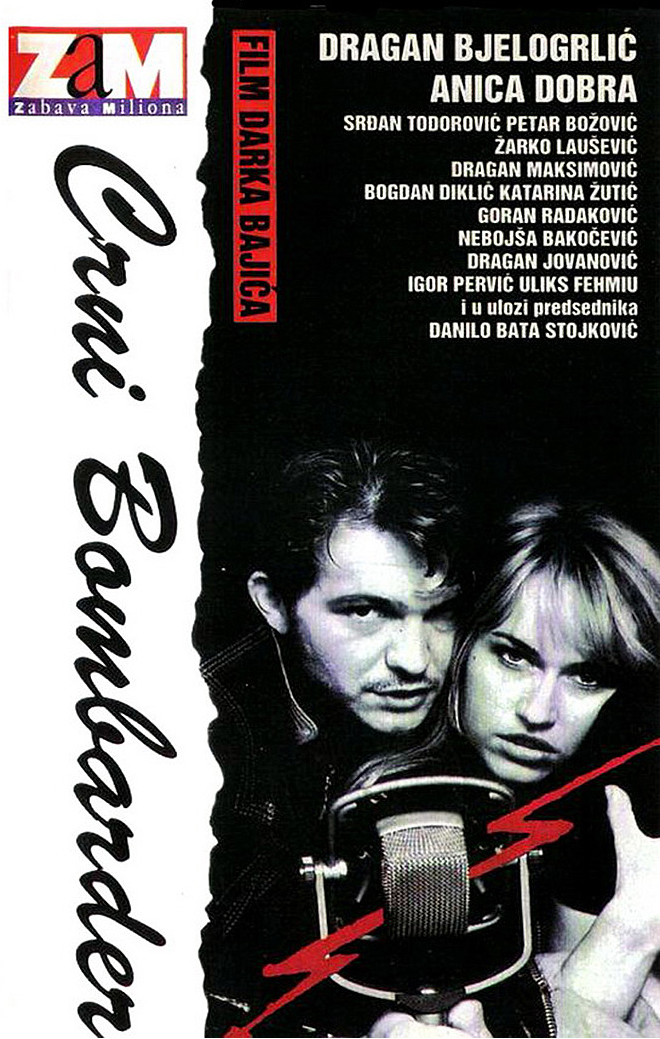 ZaM
Zabava Miliona
Crni Bombarder
FILM DARKA BAJIĆA
DRAGAN BJELOGRLIĆ
ANICA DOBRA
SRĐAN TODOROVIĆ PETAR BOŽOVIĆ
ŽARKO LAUŠEVIĆ
DRAGAN MAKSIMOVIĆ
BOGDAN DIKLIĆ KATARINA ŽUTIĆ
GORAN RADAKOVIĆ
NEBOJŠA BAKOČEVIĆ
DRAGAN JOVANOVIĆ
IGOR PERVIĆ ULIKS FEHMIU
i u ulozi predsednika
DANILO BATA STOJKOVIĆ